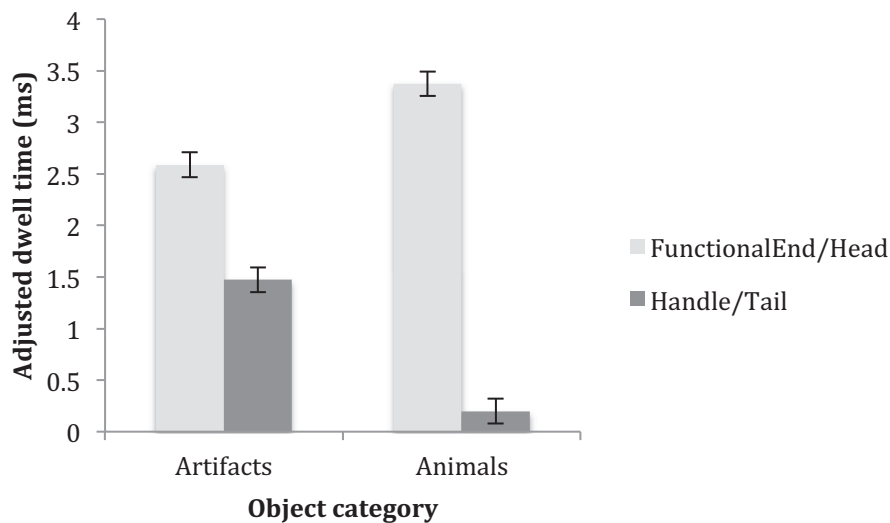 4
3.5
3
2.5
2
1.5
1
0.5
0
Adjusted dwell time (ms)
Artifacts
Animals
Object category
FunctionalEnd/Head
Handle/Tail